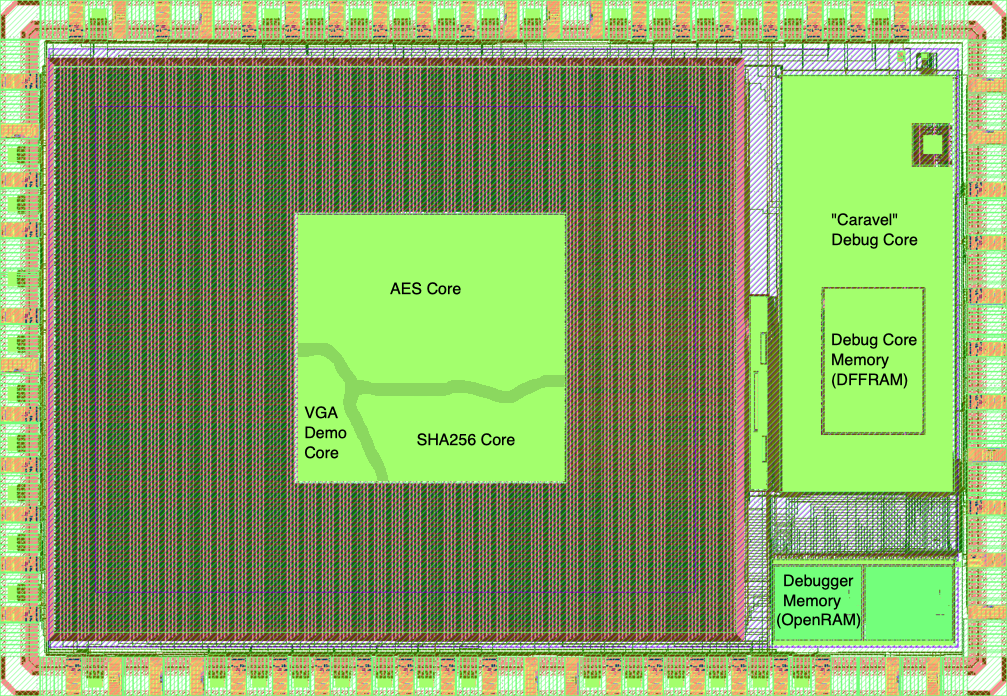 "Caravel"
Debug Core
AES Core
Debug Core
Memory
(DFFRAM)
VGA
Demo
Core
SHA256 Core
Debugger
Memory
(OpenRAM)